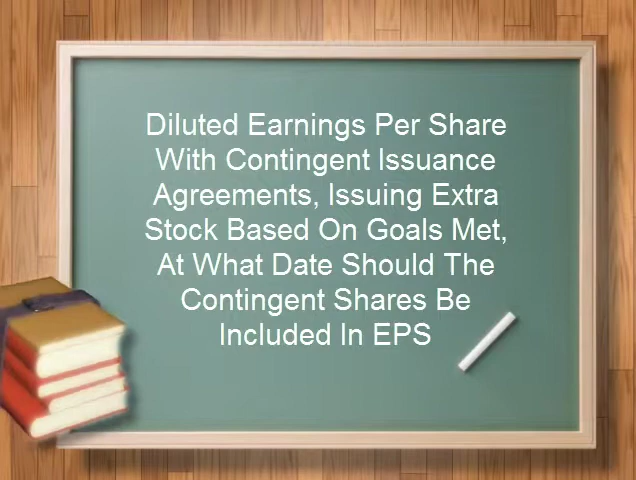 Diluted Earnings Per Share
With Contingent Issuance
Agreements, Issuing Extra
Stock Based On Goals Met,
At What Date Should The
Contingent Shares Be
Included In EPS